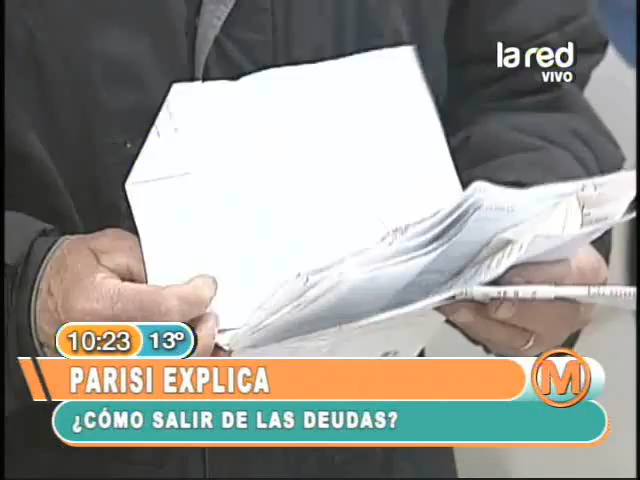 la red
VIVO
10:23 13º
PARISI EXPLICA
M
¿CÓMO SALIR DE LAS DEUDAS?